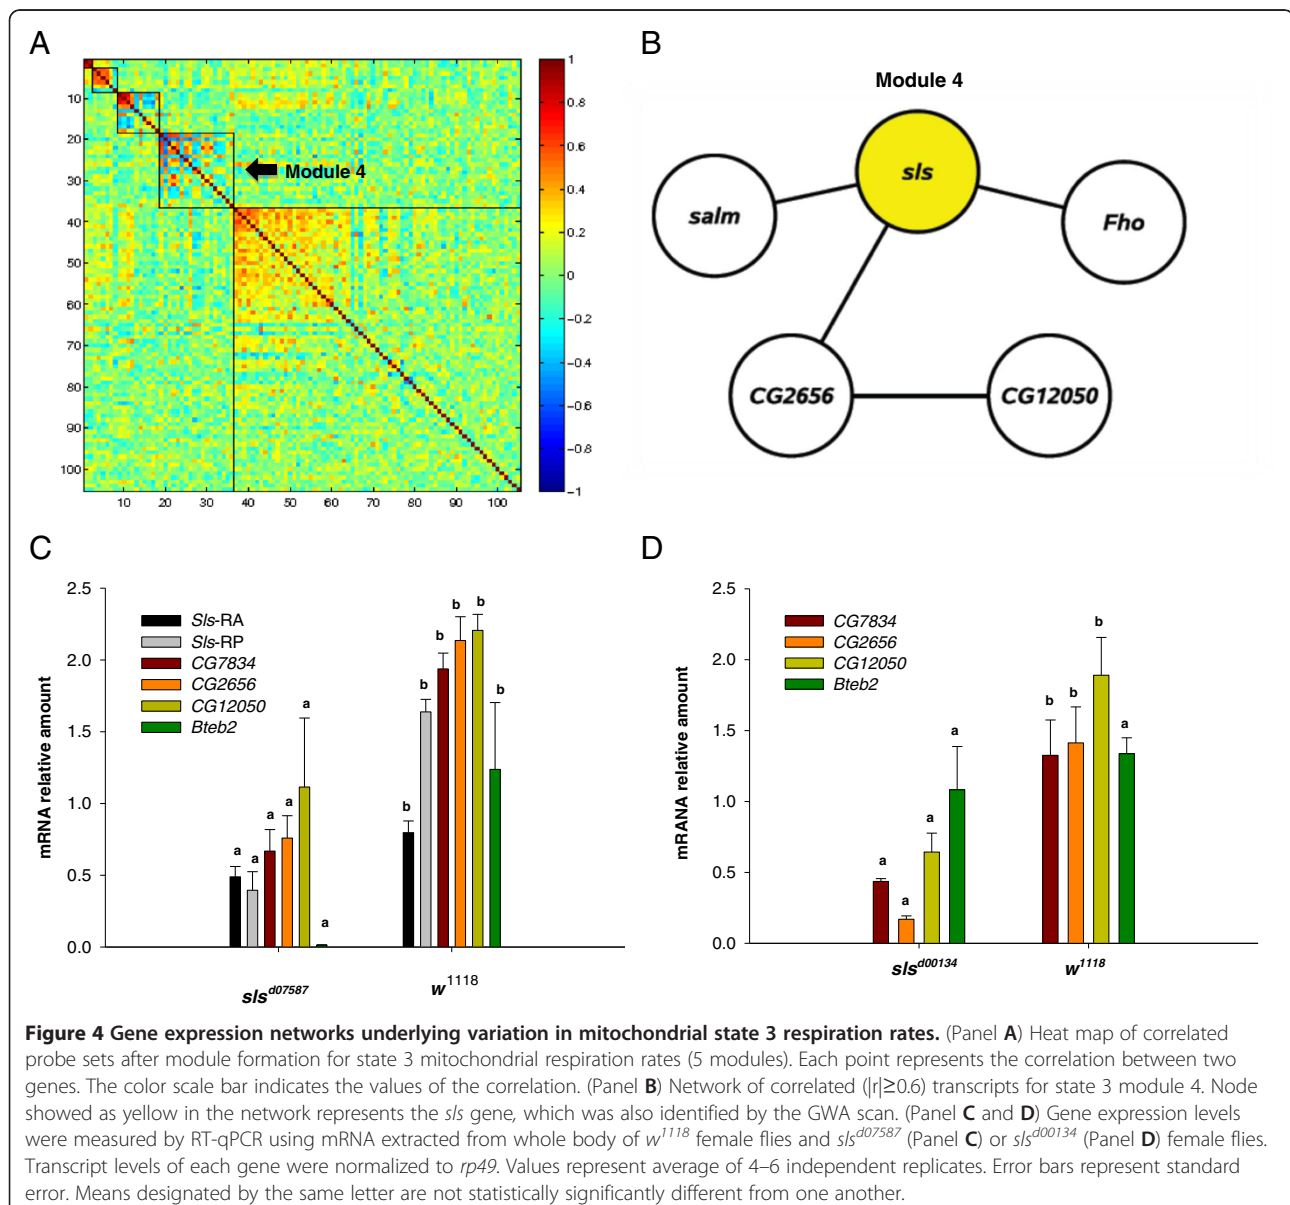 A
10
20
30
40
50
60
70
80
90
100
10 20 30 40 50 60 70 80 90 100
Module 4
1
0.8
0.6
0.4
0.2
0
−0.2
−0.4
−0.6
−0.8
−1
B
Module 4
sls
salm
Fho
CG2656
CG12050
C
mRNA relative amount
2.5
2.0
1.5
1.0
0.5
0.0
Sls-RA
Sls-RP
CG7834
CG2656
CG12050
Bteb2
a a a a a a
b b b b b b
sls^d07587
w^1118
D
mRANA relative amount
2.5
2.0
1.5
1.0
0.5
0.0
CG7834
CG2656
CG12050
Bteb2
a a a a
b b b a
sls^d00134
w^1118
Figure 4 Gene expression networks underlying variation in mitochondrial state 3 respiration rates. (Panel A) Heat map of correlated
probe sets after module formation for state 3 mitochondrial respiration rates (5 modules). Each point represents the correlation between two
genes. The color scale bar indicates the values of the correlation. (Panel B) Network of correlated (|r|≥0.6) transcripts for state 3 module 4. Node
showed as yellow in the network represents the sls gene, which was also identified by the GWA scan. (Panel C and D) Gene expression levels
were measured by RT-qPCR using mRNA extracted from whole body of w^1118 female flies and sls^d07587 (Panel C) or sls^d00134 (Panel D) female flies.
Transcript levels of each gene were normalized to rp49. Values represent average of 4–6 independent replicates. Error bars represent standard
error. Means designated by the same letter are not statistically significantly different from one another.